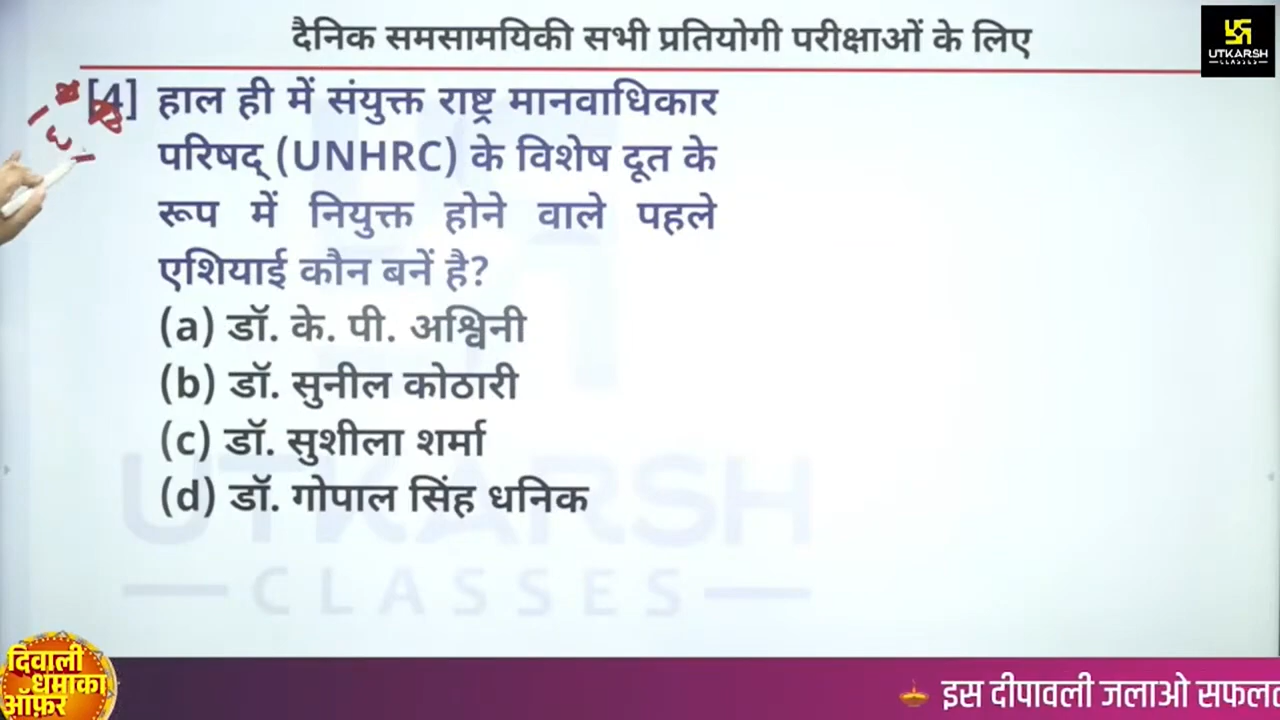 दैनिक समसामयिकी सभी प्रतियोगी परीक्षाओं के लिए
UTKARSH
CLASSES
[4] हाल ही में संयुक्त राष्ट्र मानवाधिकार
परिषद् (UNHRC) के विशेष दूत के
रूप में नियुक्त होने वाले पहले
एशियाई कौन बनें है?
(a) डॉ. के. पी. अश्विनी
(b) डॉ. सुनील कोठारी
(c) डॉ. सुशीला शर्मा
(d) डॉ. गोपाल सिंह धनिक
UTKARSH
CLASSES
दिवाली
धमाका
ऑफ़र
इस दीपावली जलाओ